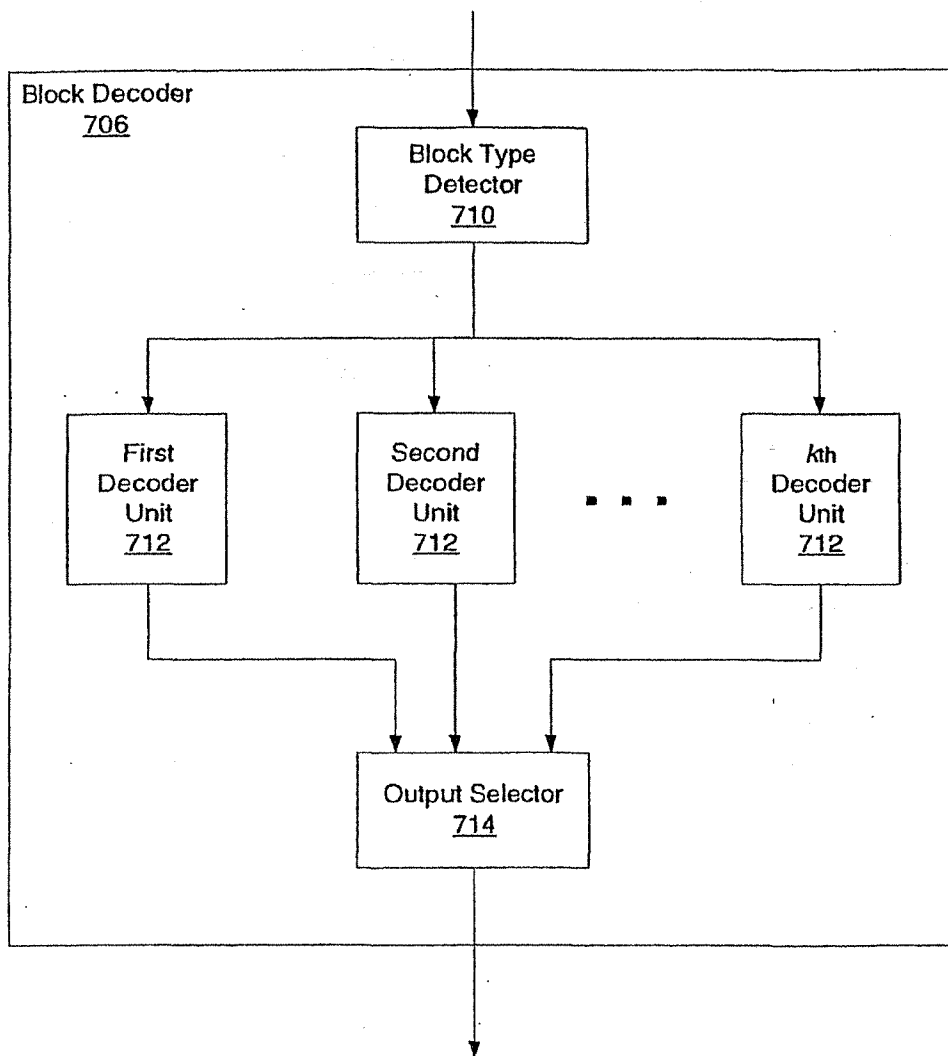 Block Decoder
706
Block Type
Detector
710
First
Decoder
Unit
712
Second
Decoder
Unit
712
kth
Decoder
Unit
712
Output Selector
714